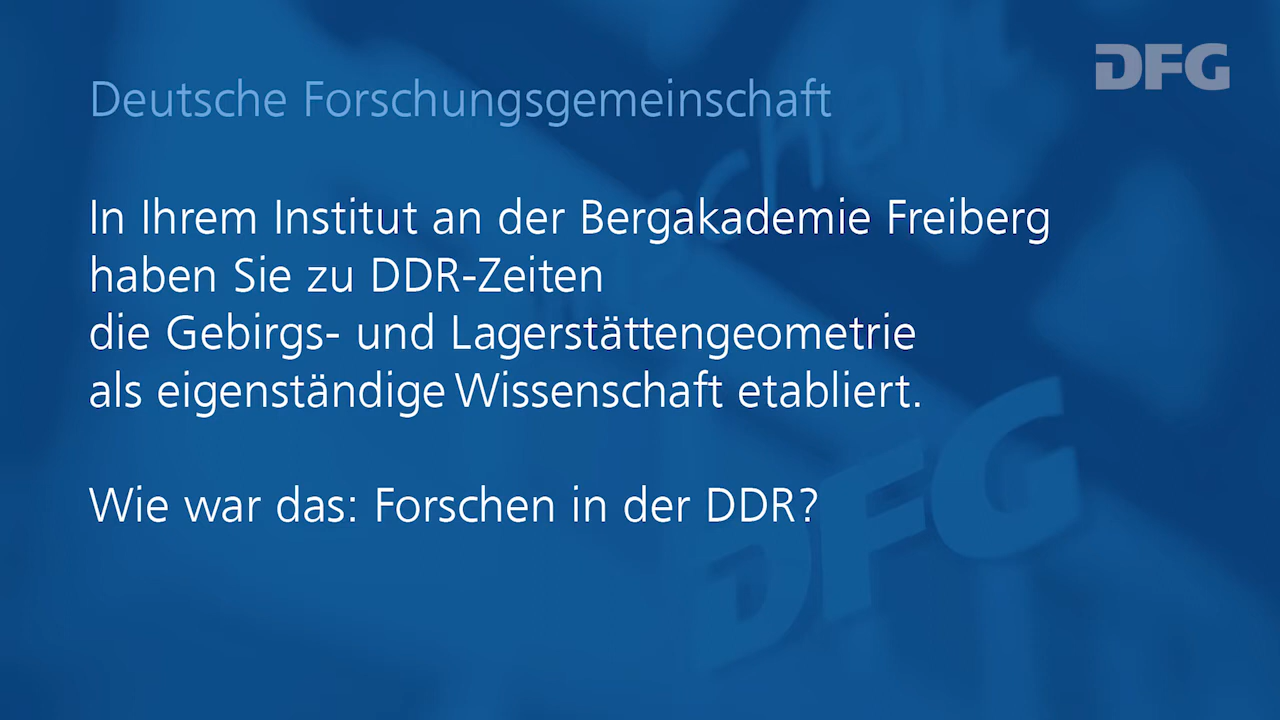 DFG
Deutsche Forschungsgemeinschaft
In Ihrem Institut an der Bergakademie Freiberg
haben Sie zu DDR-Zeiten
die Gebirgs- und Lagerstättengeometrie
als eigenständige Wissenschaft etabliert.
Wie war das: Forschen in der DDR?
DFG